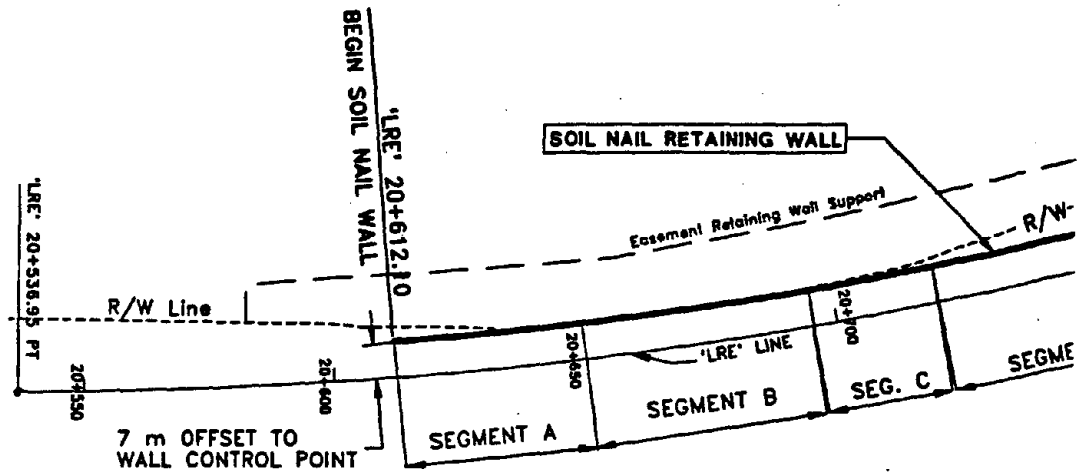 BEGIN SOIL NAIL WALL
'LRE' 20+612.10
SOIL NAIL RETAINING WALL
Easement Retaining Wall Support
R/W-
'LRE' 20+536.95 PT
R/W Line
20+550
20+600
20+650
20+700
'LRE' LINE
SEGMENT A
SEGMENT B
SEG. C
SEGME
7 m OFFSET TO
WALL CONTROL POINT